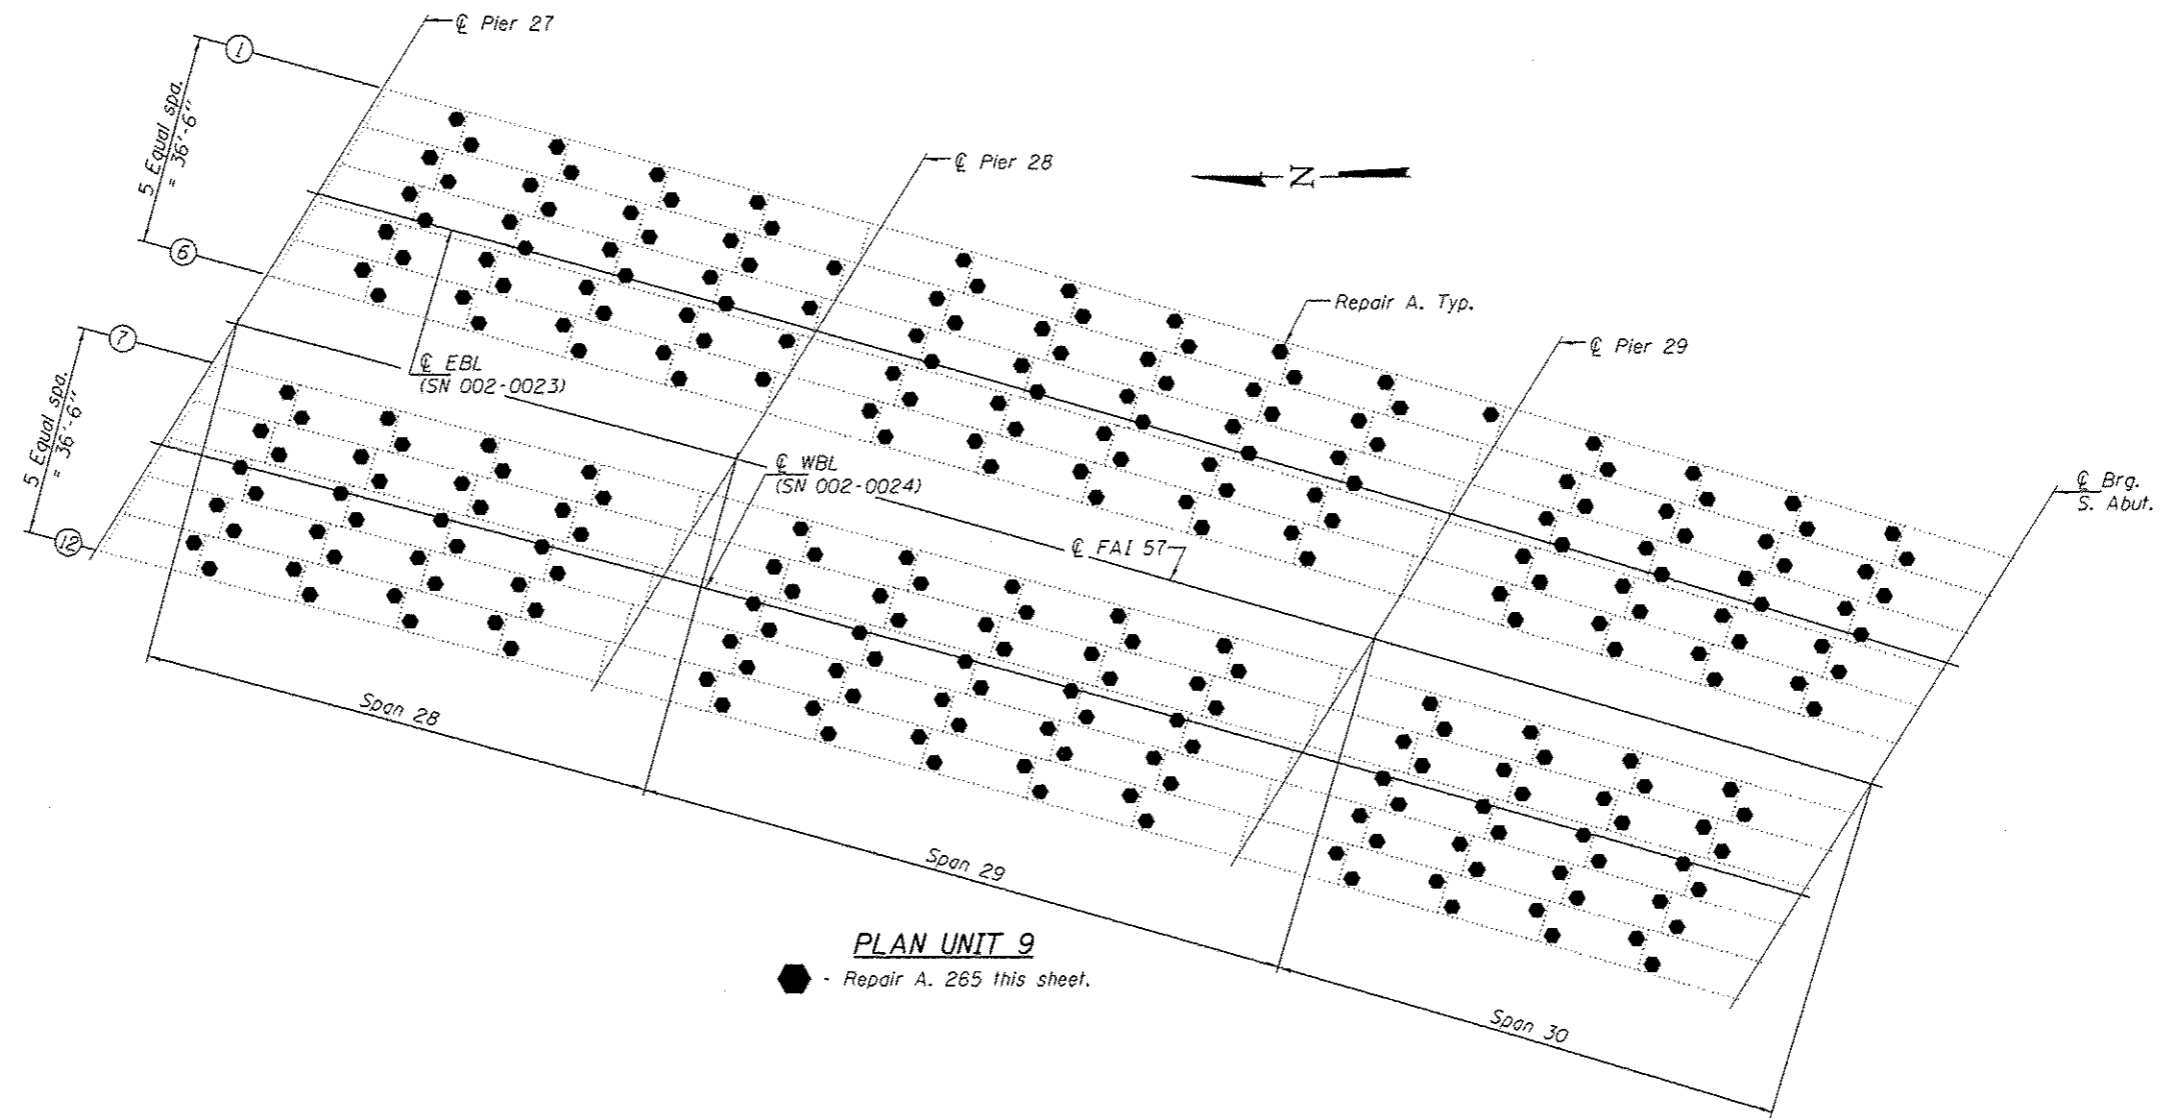 ℄ Pier 27
1
5 Equal spa.
= 36'-6"
6
℄ Pier 28
N
Repair A. Typ.
℄ Pier 29
7
5 Equal spa.
= 36'-6"
12
℄ EBL
(SN 002-0023)
℄ WBL
(SN 002-0024)
℄ FAI 57
℄ Brg.
S. Abut.
Span 28
Span 29
Span 30
PLAN UNIT 9
- Repair A. 265 this sheet.